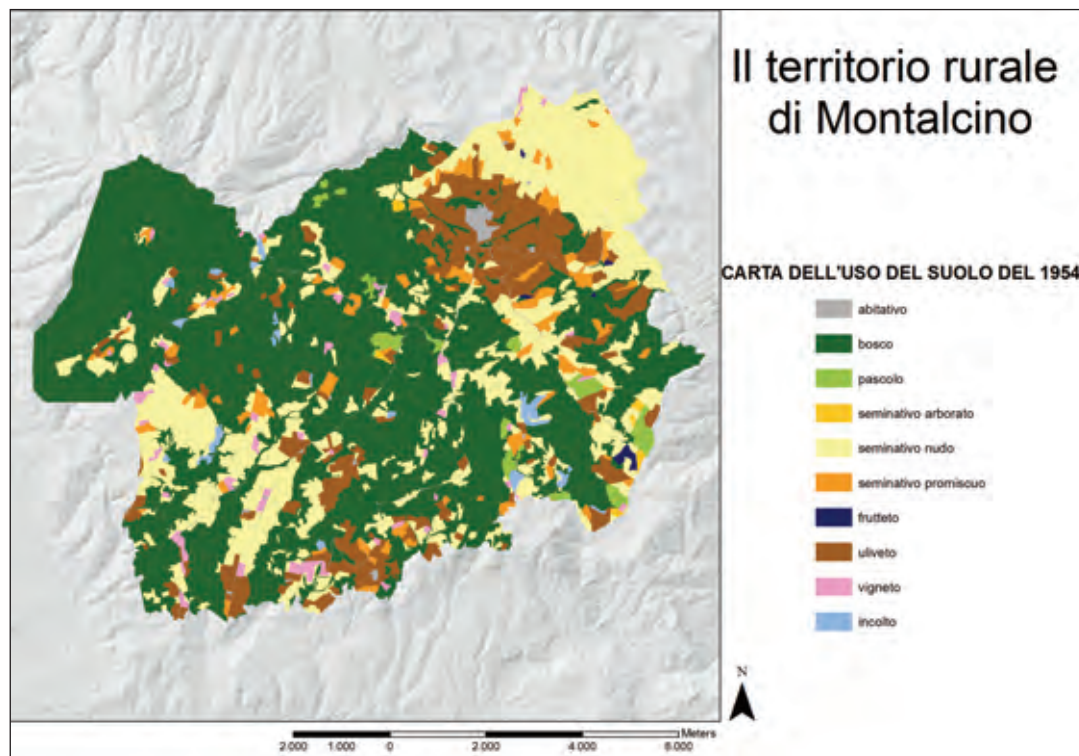 Il territorio rurale
di Montalcino
CARTA DELL'USO DEL SUOLO DEL 1954
abitativo
bosco
pascolo
seminativo arborato
seminativo nudo
seminativo promiscuo
frutteto
uliveto
vigneto
incolto
N
Meters
2 000 1 000 0 2 000 4 000 6 000